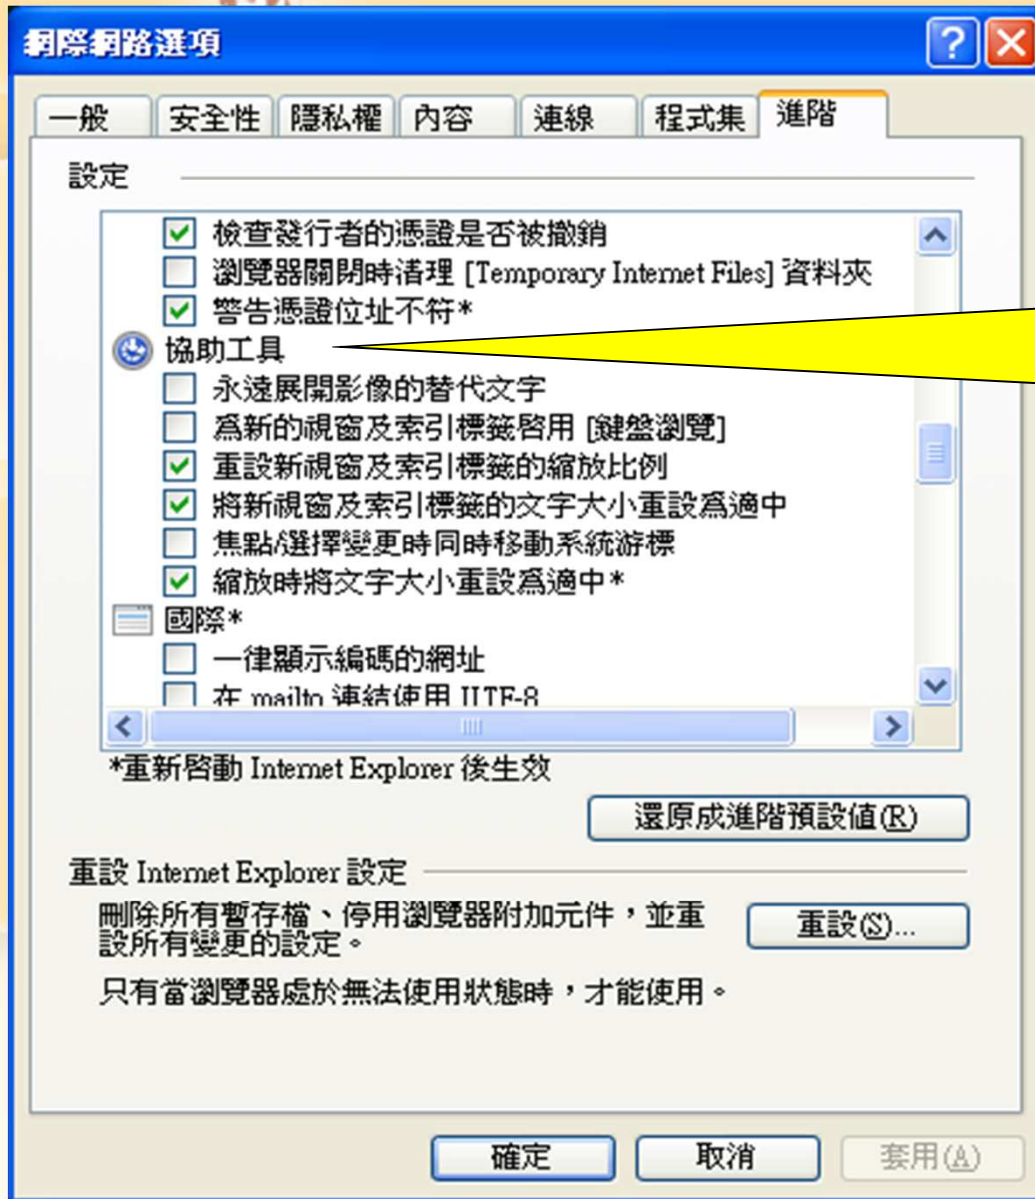 網際網路選項
一般 安全性 隱私權 內容 連線 程式集 進階
設定
檢查發行者的憑證是否被撤銷
瀏覽器關閉時清理 [Temporary Internet Files] 資料夾
警告憑證位址不符*
協助工具
永遠展開影像的替代文字
為新的視窗及索引標籤啓用 [鍵盤瀏覽]
重設新視窗及索引標籤的縮放比例
將新視窗及索引標籤的文字大小重設為適中
焦點/選擇變更時同時移動系統游標
縮放時將文字大小重設為適中*
國際*
一律顯示編碼的網址
在 mailto 連結使用 UTF-8
*重新啓動 Internet Explorer 後生效
還原成進階預設值(R)
重設 Internet Explorer 設定
刪除所有暫存檔、停用瀏覽器附加元件，並重
設所有變更的設定。
重設(S)...
只有當瀏覽器處於無法使用狀態時，才能使用。
確定 取消 套用(A)